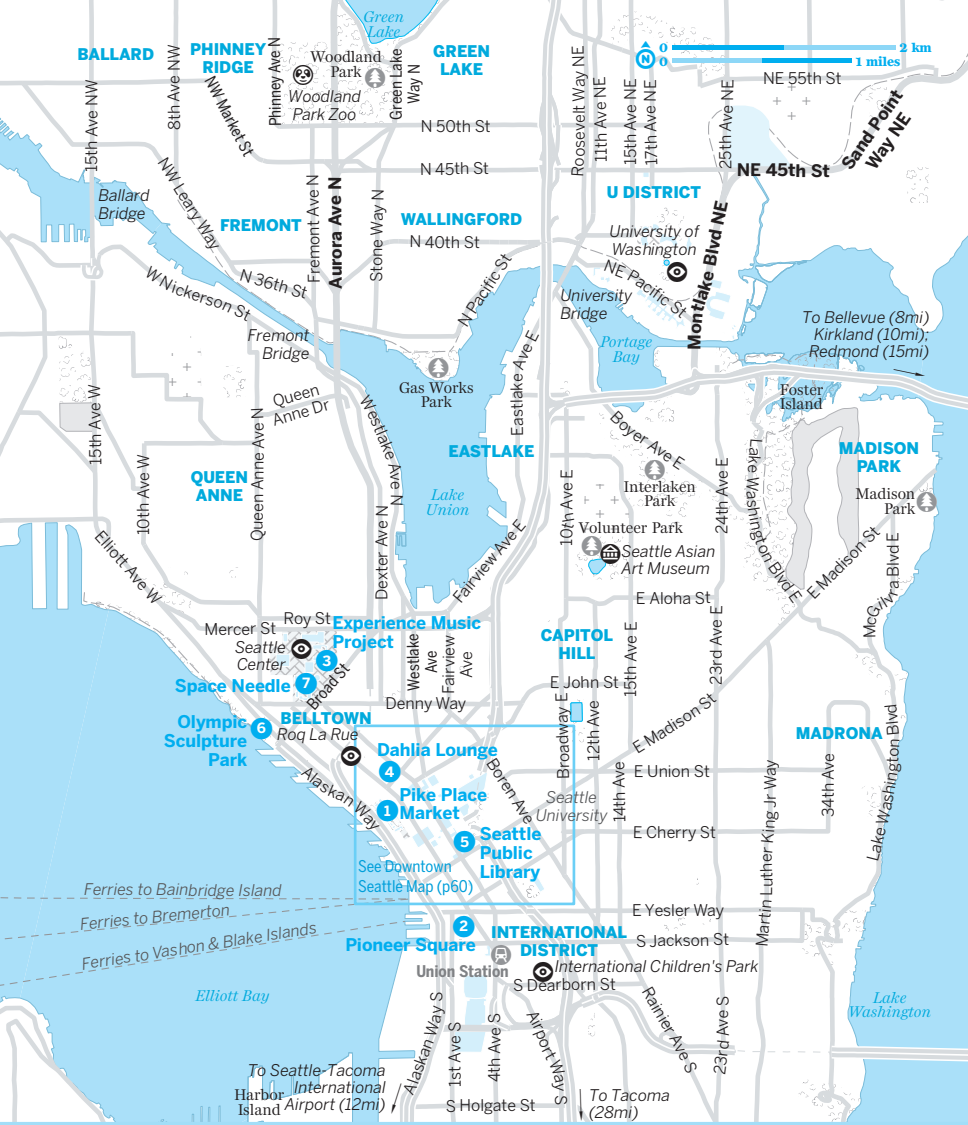 Green
Lake
BALLARD
8th Ave NW
PHINNEY
RIDGE
Phinney Ave N
Woodland
Park
Woodland
Park Zoo
Green Lake
Way N
GREEN
LAKE
Roosevelt Way NE
11th Ave NE
15th Ave NE
17th Ave NE
N
0
2 km
0
1 miles
NE 55th St
25th Ave NE
Sand Point
Way NE
15th Ave NW
NW Market St
N 50th St
N 45th St
NE 45th St
NW Leary Way
Ballard
Bridge
FREMONT
Fremont Ave N
Aurora Ave N
Stone Way N
WALLINGFORD
N 40th St
U DISTRICT
University of
Washington
Montlake Blvd NE
NE Pacific St
N Pacific St
University
Bridge
W Nickerson St
N 36th St
Fremont
Bridge
Portage
Bay
To Bellevue (8mi)
Kirkland (10mi);
Redmond (15mi)
Gas Works
Park
Eastlake Ave E
Foster
Island
15th Ave W
Queen
Anne Dr
Westlake Ave N
Boyer Ave E
10th Ave W
QUEEN
ANNE
Queen Anne Ave N
EASTLAKE
Lake
Union
Interlaken
Park
24th Ave E
Lake Washington Blvd E
MADISON
PARK
Madison
Park
10th Ave E
Volunteer Park
Seattle Asian
Art Museum
Elliott Ave W
Dexter Ave N
N
Fairview Ave E
E Madison St
McGilvra Blvd E
E Aloha St
Roy St
Mercer St
Seattle
Center
Experience Music
Project
3
Westlake
Ave
Fairview
Ave
CAPITOL
HILL
15th Ave E
23rd Ave E
Space Needle
7
Broad St
Denny Way
E John St
Broadway E
12th Ave
E Madison St
Olympic
Sculpture
Park
6
BELLTOWN
Roq La Rue
Dahlia Lounge
4
MADRONA
Lake Washington Blvd
Alaskan Way
1
Pike Place
Market
Boren Ave
Seattle
University
14th Ave
E Union St
Martin Luther King Jr Way
34th Ave
5
Seattle
Public
Library
E Cherry St
See Downtown
Seattle Map (p60)
Ferries to Bainbridge Island
Ferries to Bremerton
Ferries to Vashon & Blake Islands
E Yesler Way
2
Pioneer Square
INTERNATIONAL
DISTRICT
S Jackson St
Union Station
International Children's Park
S Dearborn St
Elliott Bay
Lake
Washington
Alaskan Way S
1st Ave S
4th Ave S
Airport Way S
Rainier Ave S
23rd Ave S
To Seattle-Tacoma
International
Airport (12mi)
Harbor
Island
S Holgate St
To Tacoma
(28mi)